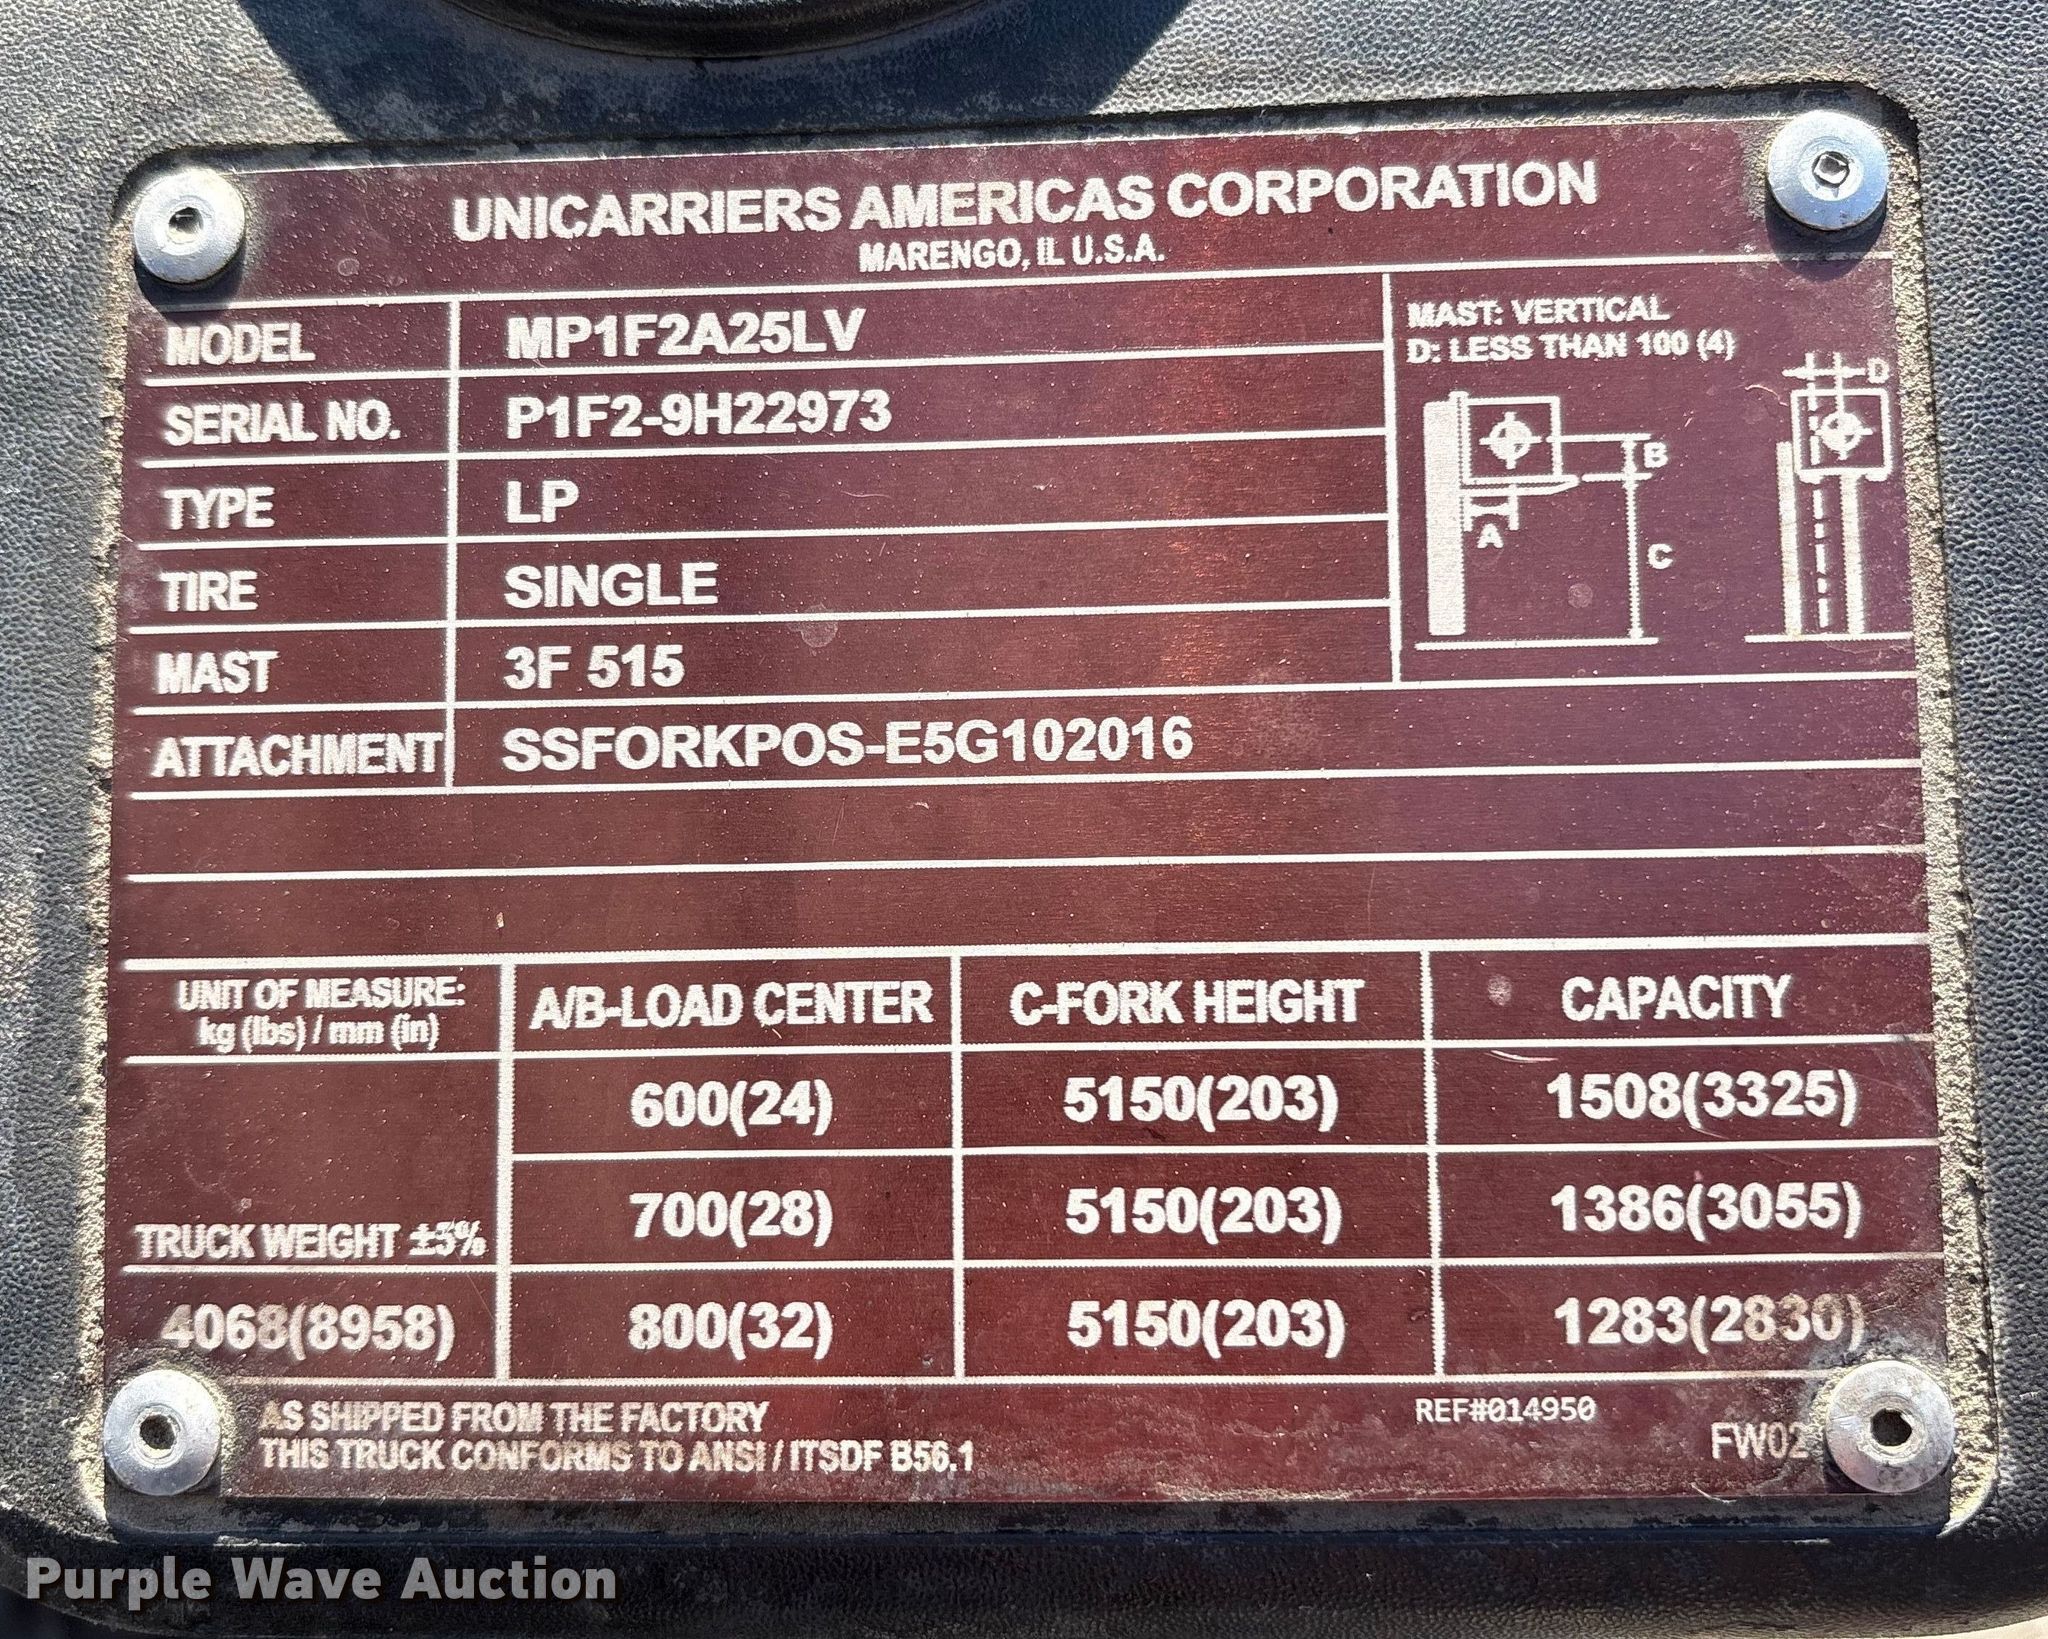 UNICARRIERS AMERICAS CORPORATION
MARENGO, IL U.S.A.
MODEL MP1F2A25LV
SERIAL NO. P1F2-9H22973
TYPE LP
TIRE SINGLE
MAST 3F 515
ATTACHMENT SSFORKPOS-E5G102016
MAST: VERTICAL
D: LESS THAN 100 (4)
D
B
A
C
UNIT OF MEASURE:
kg (lbs) / mm (in)
A/B-LOAD CENTER C-FORK HEIGHT CAPACITY
600(24) 5150(203) 1508(3325)
700(28) 5150(203) 1386(3055)
TRUCK WEIGHT ±5%
4068(8958) 800(32) 5150(203) 1283(2830)
AS SHIPPED FROM THE FACTORY
THIS TRUCK CONFORMS TO ANSI / ITSDF B56.1
REF#014950
FW02
Purple Wave Auction